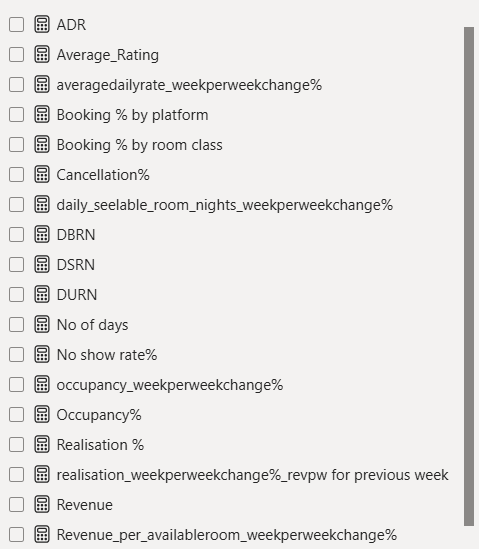 ADR
Average_Rating
averagedailyrate_weekperweekchange%
Booking % by platform
Booking % by room class
Cancellation%
daily_seelable_room_nights_weekperweekchange%
DBRN
DSRN
DURN
No of days
No show rate%
occupancy_weekperweekchange%
Occupancy%
Realisation %
realisation_weekperweekchange%_revpw for previous week
Revenue
Revenue_per_availableroom_weekperweekchange%